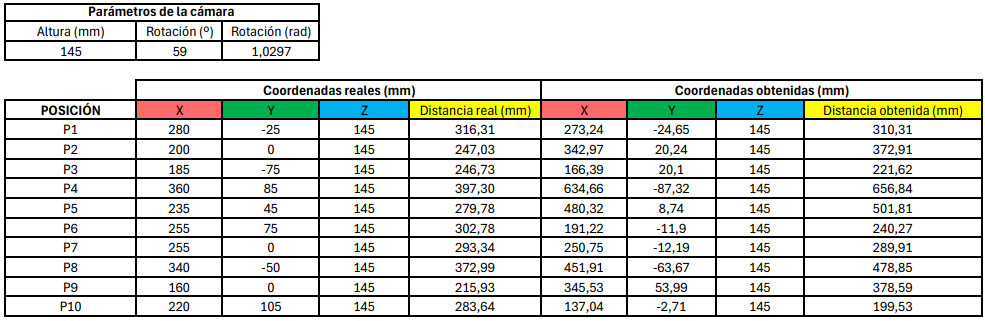 Parámetros de la cámara
Altura (mm) Rotación (º) Rotación (rad)
145 59 1,0297
Coordenadas reales (mm) Coordenadas obtenidas (mm)
POSICIÓN X Y Z Distancia real (mm) X Y Z Distancia obtenida (mm)
P1 280 -25 145 316,31 273,24 -24,65 145 310,31
P2 200 0 145 247,03 342,97 20,24 145 372,91
P3 185 -75 145 246,73 166,39 20,1 145 221,62
P4 360 85 145 397,30 634,66 -87,32 145 656,84
P5 235 45 145 279,78 480,32 8,74 145 501,81
P6 255 75 145 302,78 191,22 -11,9 145 240,27
P7 255 0 145 293,34 250,75 -12,19 145 289,91
P8 340 -50 145 372,99 451,91 -63,67 145 478,85
P9 160 0 145 215,93 345,53 53,99 145 378,59
P10 220 105 145 283,64 137,04 -2,71 145 199,53